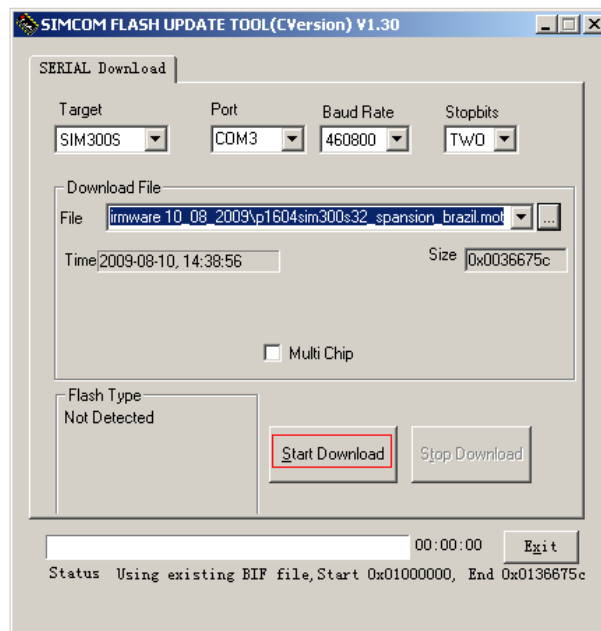 SIMCOM FLASH UPDATE TOOL(CVersion) V1.30
SERIAL Download
Target Port Baud Rate Stopbits
SIM300S COM3 460800 TWO
Download File
File irmware 10_08_2009\p1604sim300s32_spansion_brazil.mot ...
Time 2009-08-10, 14:38:56 Size 0x0036675c
Multi Chip
Flash Type
Not Detected
Start Download Stop Download
00:00:00 Exit
Status Using existing BIF file,Start 0x01000000, End 0x0136675c